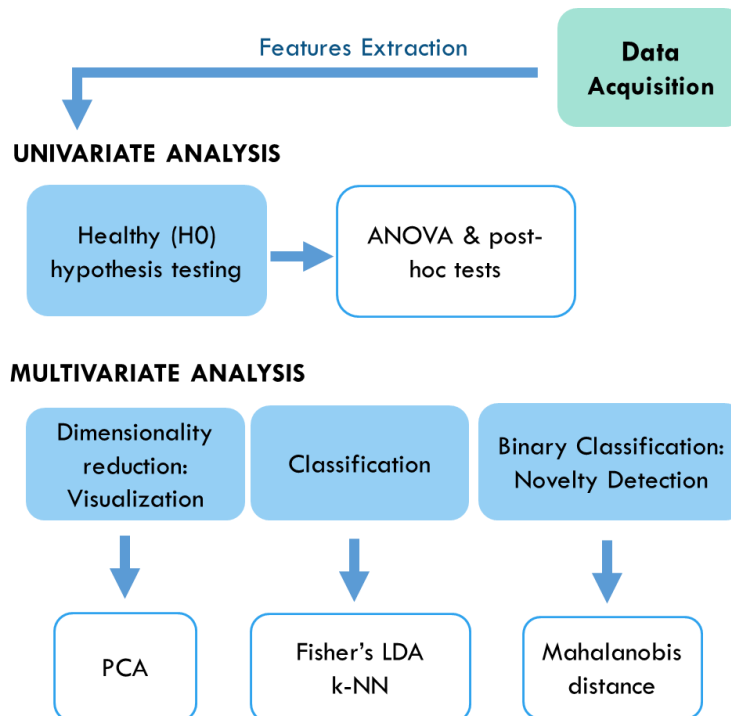 Features Extraction
Data
Acquisition
UNIVARIATE ANALYSIS
Healthy (H0)
hypothesis testing
ANOVA & post-
hoc tests
MULTIVARIATE ANALYSIS
Dimensionality
reduction:
Visualization
Classification
Binary Classification:
Novelty Detection
PCA
Fisher’s LDA
k-NN
Mahalanobis
distance